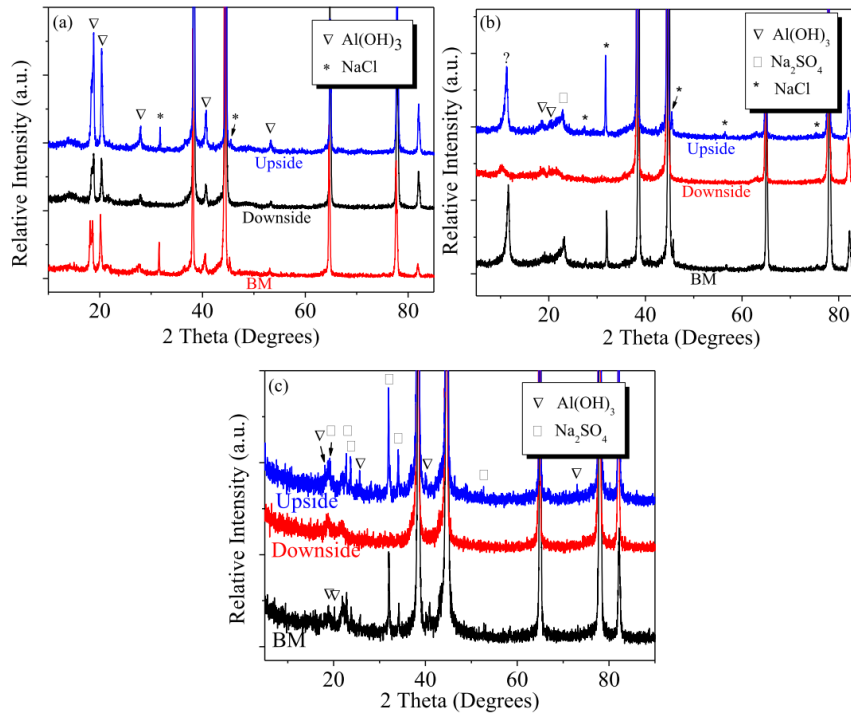 (a)
▽ Al(OH)3
* NaCl
▽
▽
▽
*
▽
*
▽
Upside
Downside
BM
Relative Intensity (a.u.)
20 40 60 80
2 Theta (Degrees)
(b)
▽ Al(OH)3
□ Na2SO4
* NaCl
?
▽
▽
□
*
*
*
*
*
Upside
Downside
BM
Relative Intensity (a.u.)
20 40 60 80
2 Theta (Degrees)
(c)
▽ Al(OH)3
□ Na2SO4
▽
□
□
□
▽
□
□
▽
□
▽
Upside
Downside
▽ ▽
BM
Relative Intensity (a.u.)
20 40 60 80
2 Theta (Degrees)